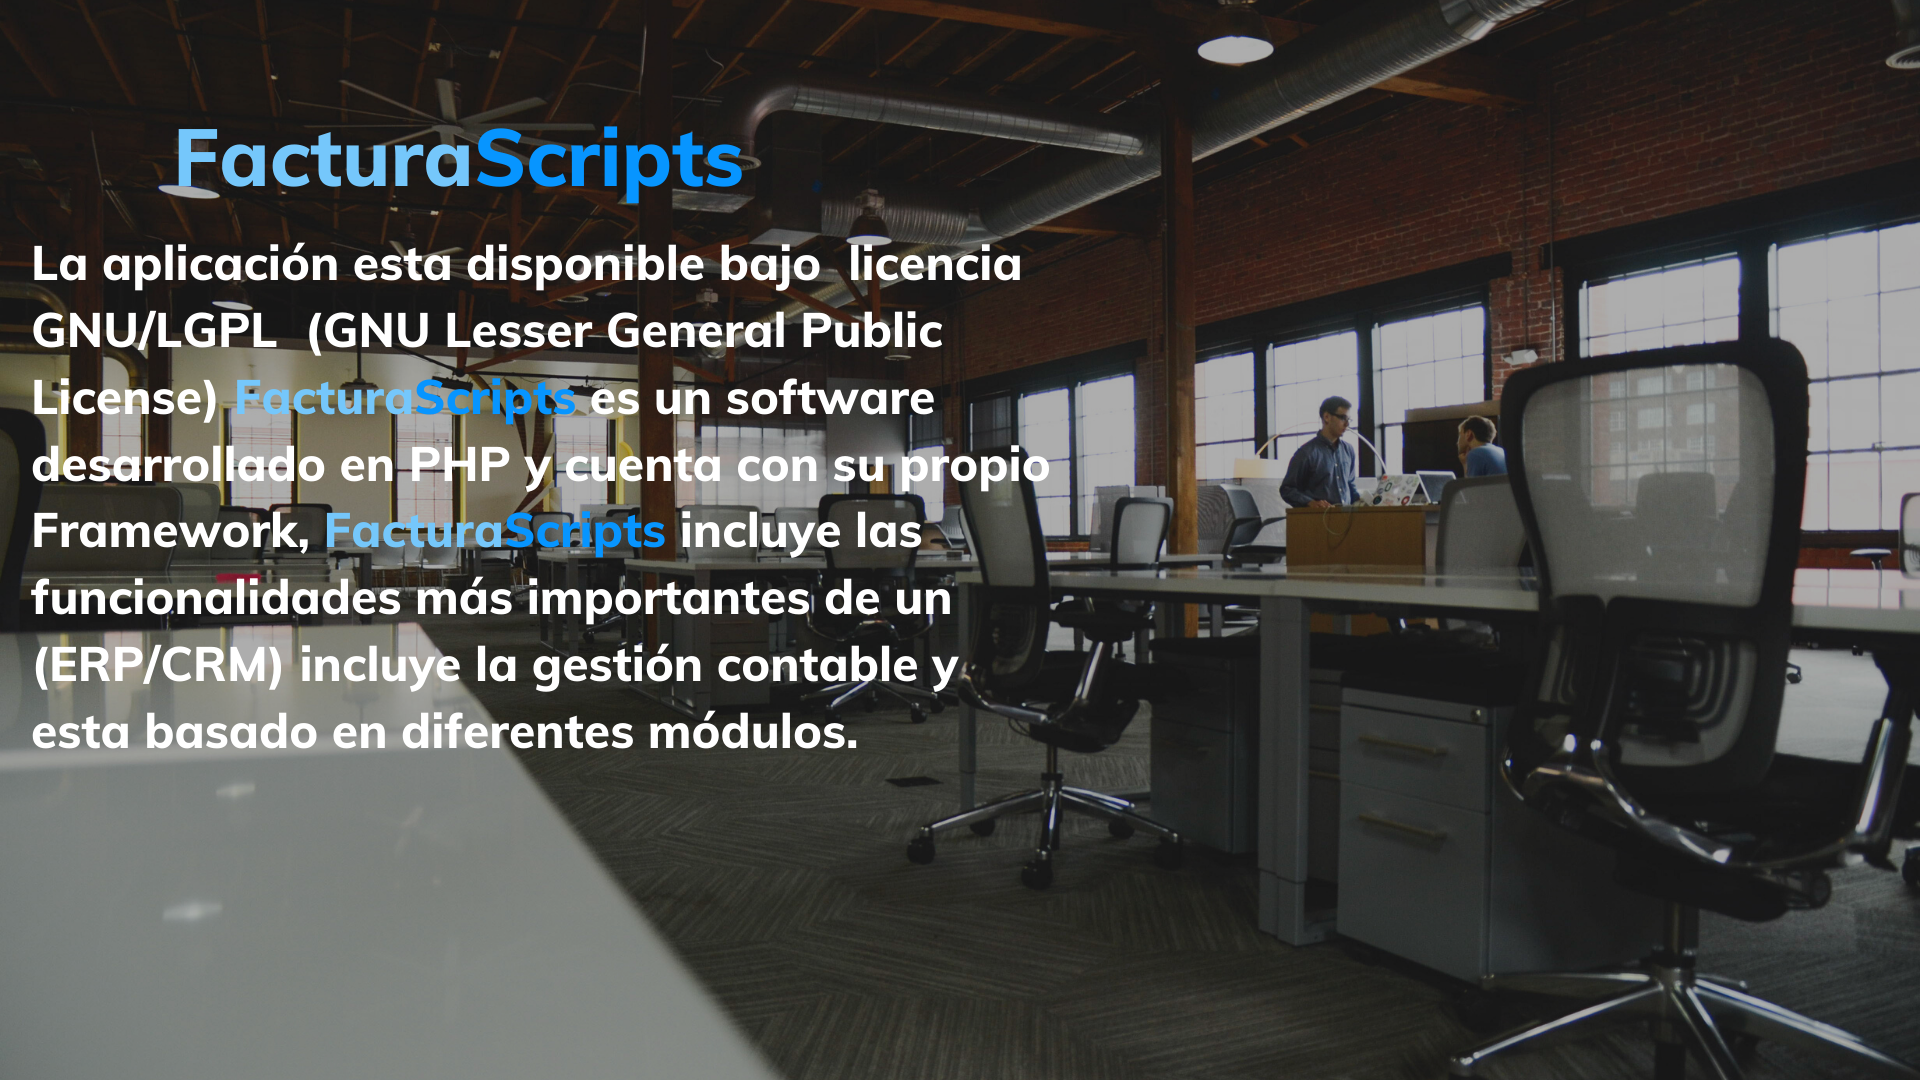 FacturaScripts
La aplicación esta disponible bajo  licencia
GNU/LGPL  (GNU Lesser General Public
License) FacturaScripts es un software
desarrollado en PHP y cuenta con su propio
Framework, FacturaScripts incluye las
funcionalidades más importantes de un
(ERP/CRM) incluye la gestión contable y
esta basado en diferentes módulos.